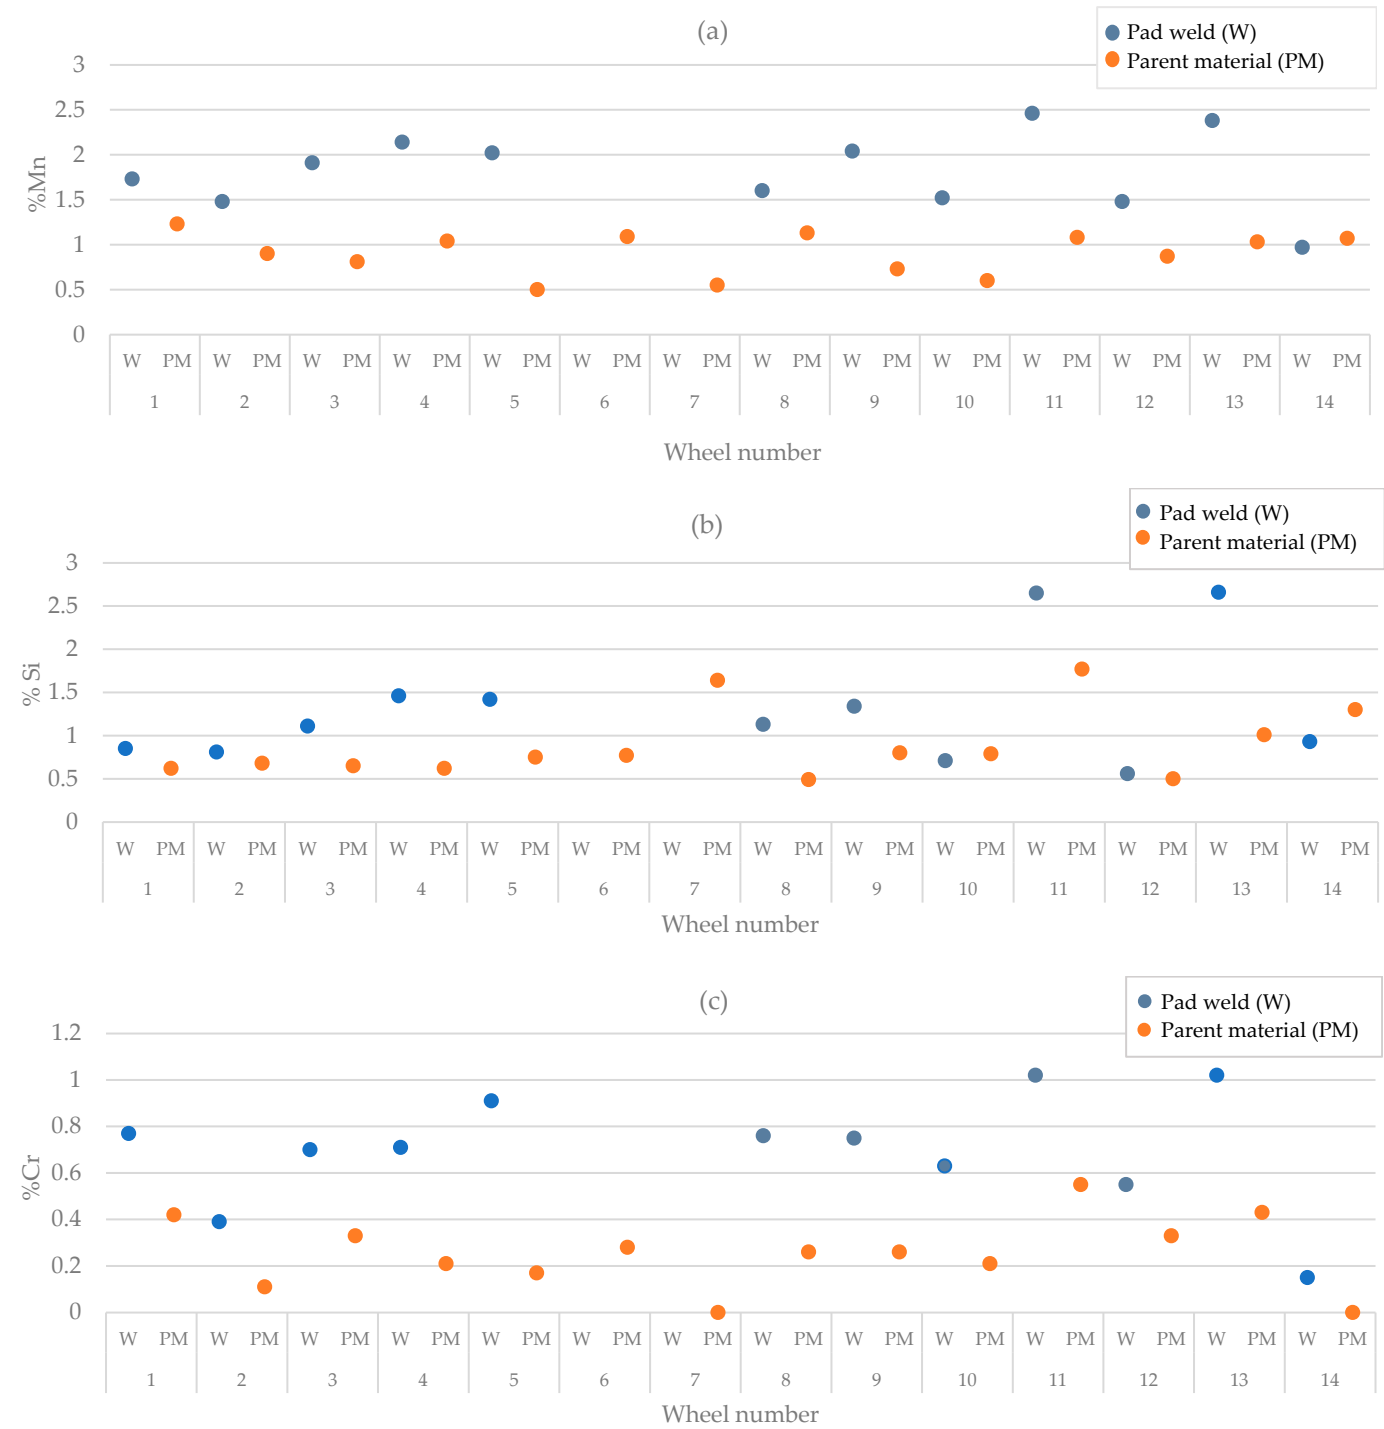 (a)
Pad weld (W)
Parent material (PM)
3
2.5
2
1.5
1
0.5
0
%Mn
W PM W PM W PM W PM W PM W PM W PM W PM W PM W PM W PM W PM W PM W PM
1 2 3 4 5 6 7 8 9 10 11 12 13 14
Wheel number
(b)
Pad weld (W)
Parent material (PM)
3
2.5
2
1.5
1
0.5
0
% Si
W PM W PM W PM W PM W PM W PM W PM W PM W PM W PM W PM W PM W PM W PM
1 2 3 4 5 6 7 8 9 10 11 12 13 14
Wheel number
(c)
Pad weld (W)
Parent material (PM)
1.2
1
0.8
0.6
0.4
0.2
0
%Cr
W PM W PM W PM W PM W PM W PM W PM W PM W PM W PM W PM W PM W PM W PM
1 2 3 4 5 6 7 8 9 10 11 12 13 14
Wheel number